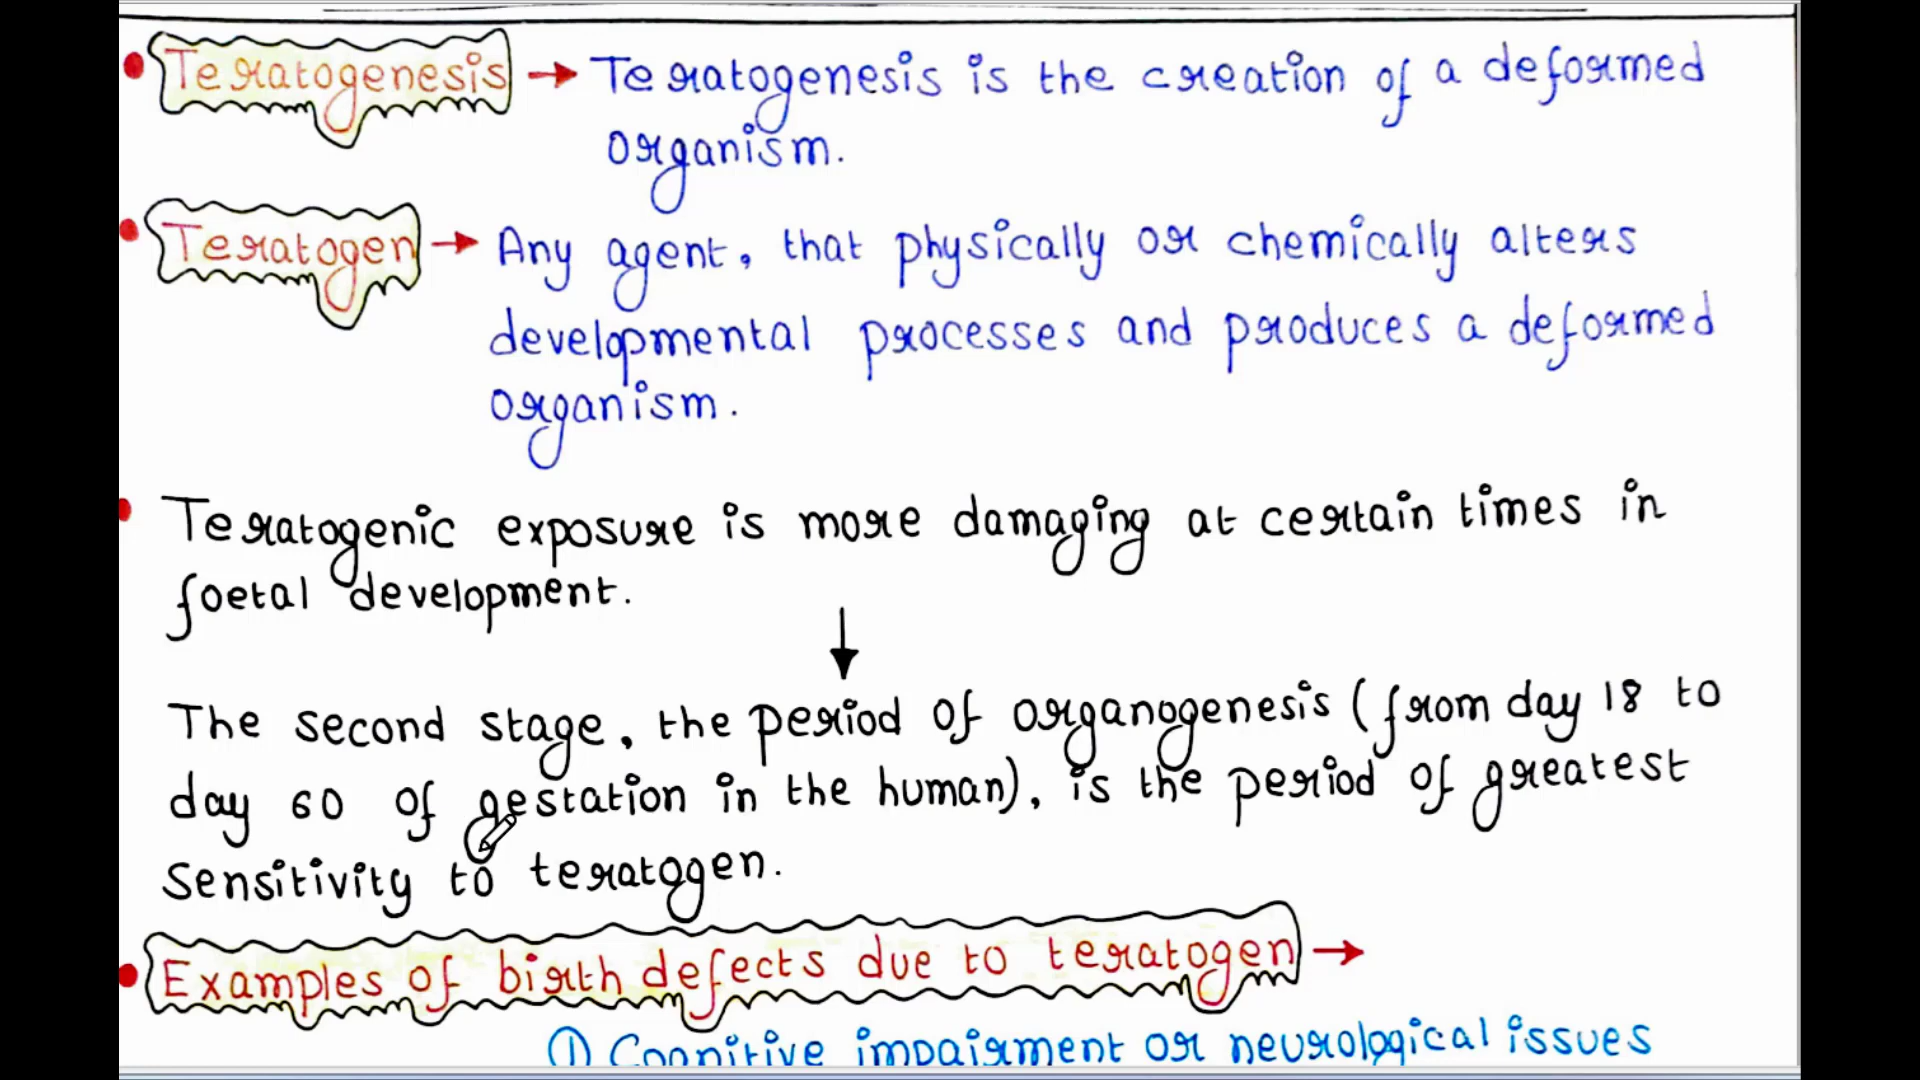 • Teratogenesis → Teratogenesis is the creation of a deformed
organism.
• Teratogen → Any agent, that physically or chemically alters
developmental processes and produces a deformed
organism.
• Teratogenic exposure is more damaging at certain times in
foetal development.
↓
The second stage, the period of organogenesis (from day 18 to
day 60 of gestation in the human), is the period of greatest
sensitivity to teratogen.
• Examples of birth defects due to teratogen →
① Cognitive impairment or neurological issues